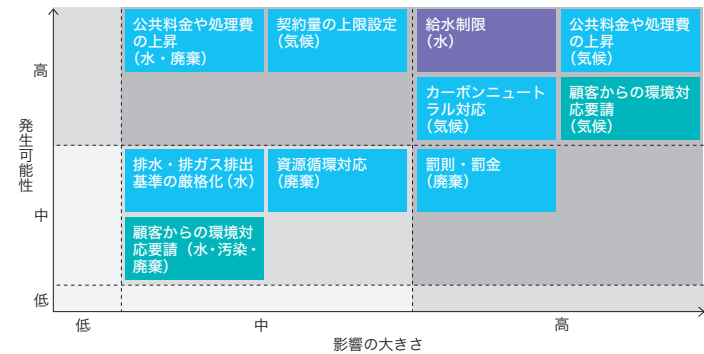 公共料金や処理費
の上昇
（水・廃棄）
契約量の上限設定
（気候）
給水制限
（水）
公共料金や処理費
の上昇
（気候）
高
カーボンニュート
ラル対応
（気候）
顧客からの環境対
応要請
（気候）
発生可能性
排水・排ガス排出
基準の厳格化（水）
資源循環対応
（廃棄）
罰則・罰金
（廃棄）
中
顧客からの環境対
応要請（水・汚染・
廃棄）
低
低
中
高
影響の大きさ